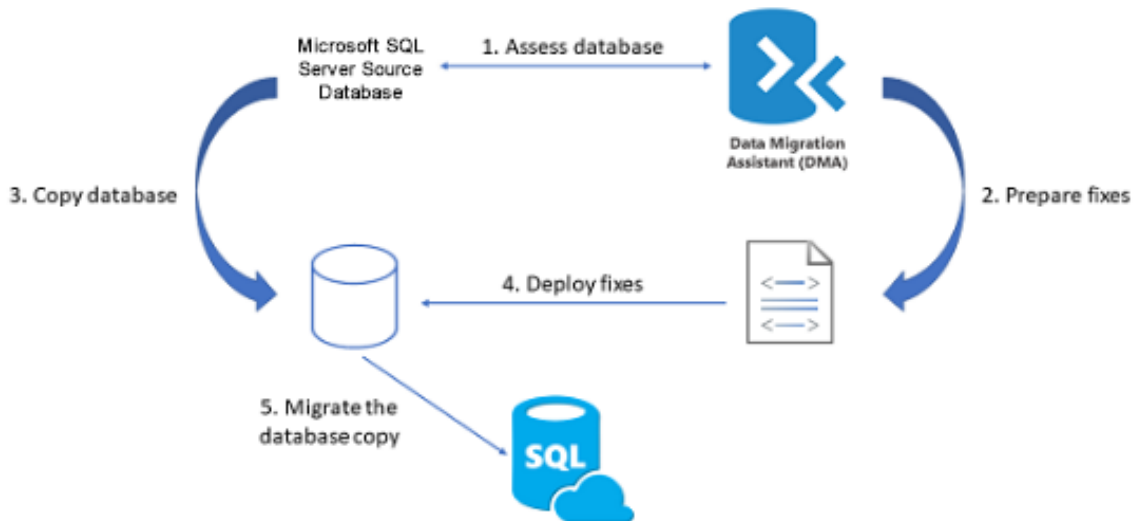 Microsoft SQL
Server Source
Database
1. Assess database
Data Migration
Assistant (DMA)
3. Copy database
2. Prepare fixes
4. Deploy fixes
5. Migrate the
database copy
SQL